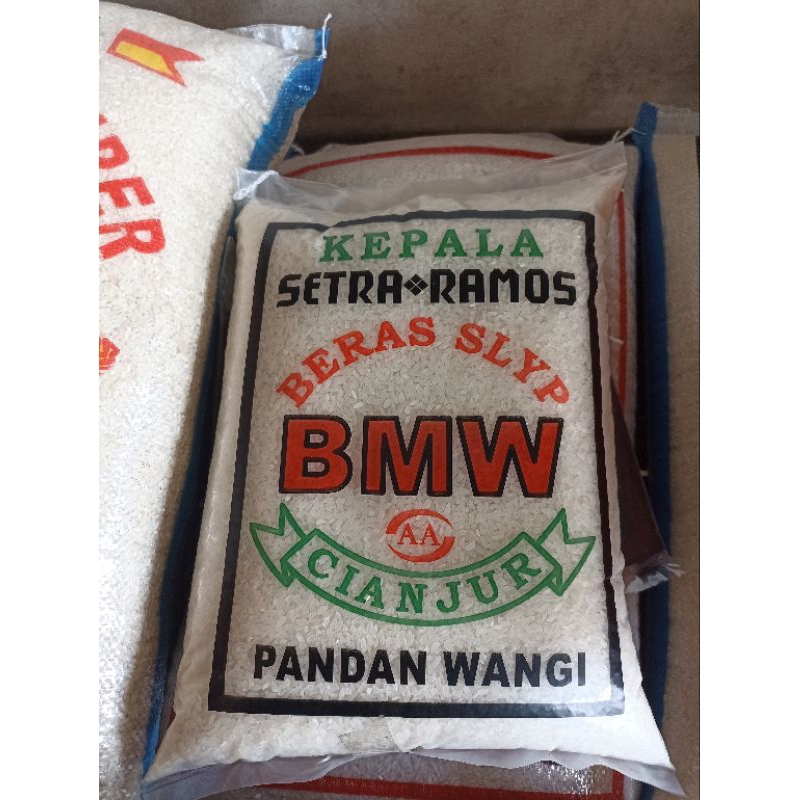 KEPALA
SETRA❖RAMOS
BERAS SLYP
BMW
AA
CIANJUR
PANDAN WANGI